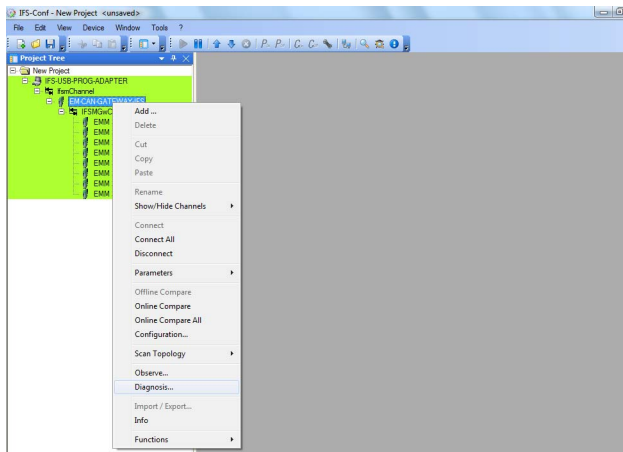 IFS-Conf - New Project <unsaved>
File Edit View Device Window Tools ?
Project Tree
New Project
IFS-USB-PROG-ADAPTER
IfsmChannel
EM-CAN-GATEWAY-IFS
IFSMGwC
EMM
EMM
EMM
EMM
EMM
EMM
EMM
EMM
Add ...
Delete
Cut
Copy
Paste
Rename
Show/Hide Channels
Connect
Connect All
Disconnect
Parameters
Offline Compare
Online Compare
Online Compare All
Configuration...
Scan Topology
Observe...
Diagnosis...
Import / Export...
Info
Functions